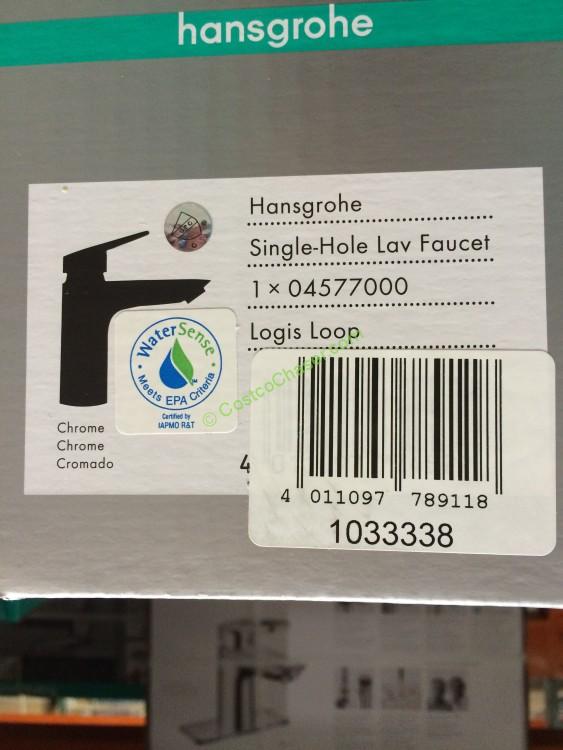 hansgrohe
Hansgrohe
Single-Hole Lav Faucet
1 × 04577000
Logis Loop
WaterSense
Meets EPA Criteria
Certified by
IAPMO R&T
© CostcoChaser.com
Chrome
Chrome
Cromado
4
4 011097 789118
1033338